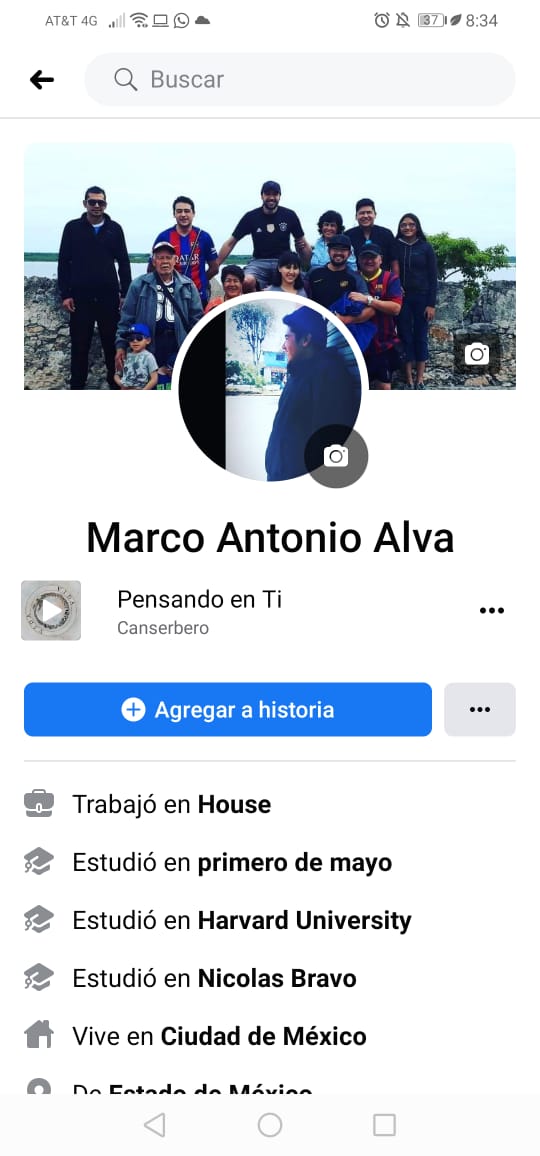 AT&T 4G
37
8:34
Buscar
Marco Antonio Alva
Pensando en Ti
Canserbero
Agregar a historia
Trabajó en House
Estudió en primero de mayo
Estudió en Harvard University
Estudió en Nicolas Bravo
Vive en Ciudad de México
De Estado de México